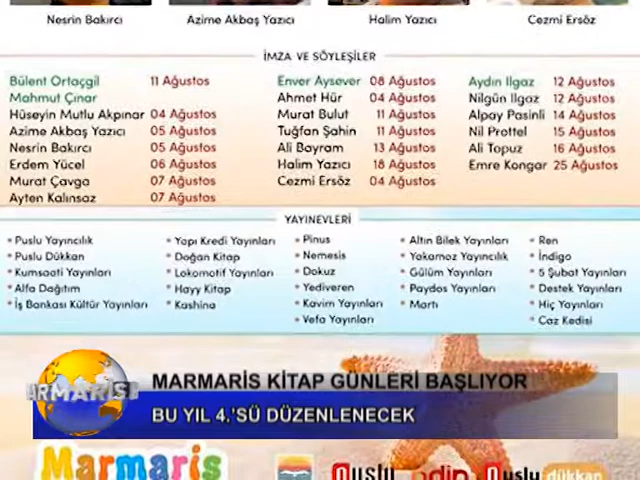 Nesrin Bakırcı
Azime Akbaş Yazıcı
Halim Yazıcı
Cezmi Ersöz
İMZA VE SÖYLEŞİLER
Bülent Ortaçgil 11 Ağustos
Mahmut Çınar
Hüseyin Mutlu Akpınar 04 Ağustos
Azime Akbaş Yazıcı 05 Ağustos
Nesrin Bakırcı 05 Ağustos
Erdem Yücel 06 Ağustos
Murat Çavga 07 Ağustos
Ayten Kalınsaz 07 Ağustos
Enver Aysever 08 Ağustos
Ahmet Hür 04 Ağustos
Murat Bulut 11 Ağustos
Tuğfan Şahin 11 Ağustos
Ali Bayram 13 Ağustos
Halim Yazıcı 18 Ağustos
Cezmi Ersöz 04 Ağustos
Aydın Ilgaz 12 Ağustos
Nilgün Ilgaz 12 Ağustos
Alpay Pasinli 14 Ağustos
Nil Prottel 15 Ağustos
Ali Topuz 16 Ağustos
Emre Kongar 25 Ağustos
YAYINEVLERİ
• Puslu Yayıncılık
• Puslu Dükkan
• Kumsaati Yayınları
• Alfa Dağıtım
• İş Bankası Kültür Yayınları
• Yapı Kredi Yayınları
• Doğan Kitap
• Lokomotif Yayınları
• Hayy Kitap
• Kashina
• Pinus
• Nemesis
• Dokuz
• Yediveren
• Kavim Yayınları
• Vefa Yayınları
• Altın Bilek Yayınları
• Yakamoz Yayıncılık
• Gülüm Yayınları
• Paydos Yayınları
• Martı
• Ren
• İndigo
• 5 Şubat Yayınları
• Destek Yayınları
• Hiç Yayınları
• Caz Kedisi
MARMARİS KİTAP GÜNLERİ BAŞLIYOR
BU YIL 4.'SÜ DÜZENLENECEK
Marmaris
puslu
puslu dükkan